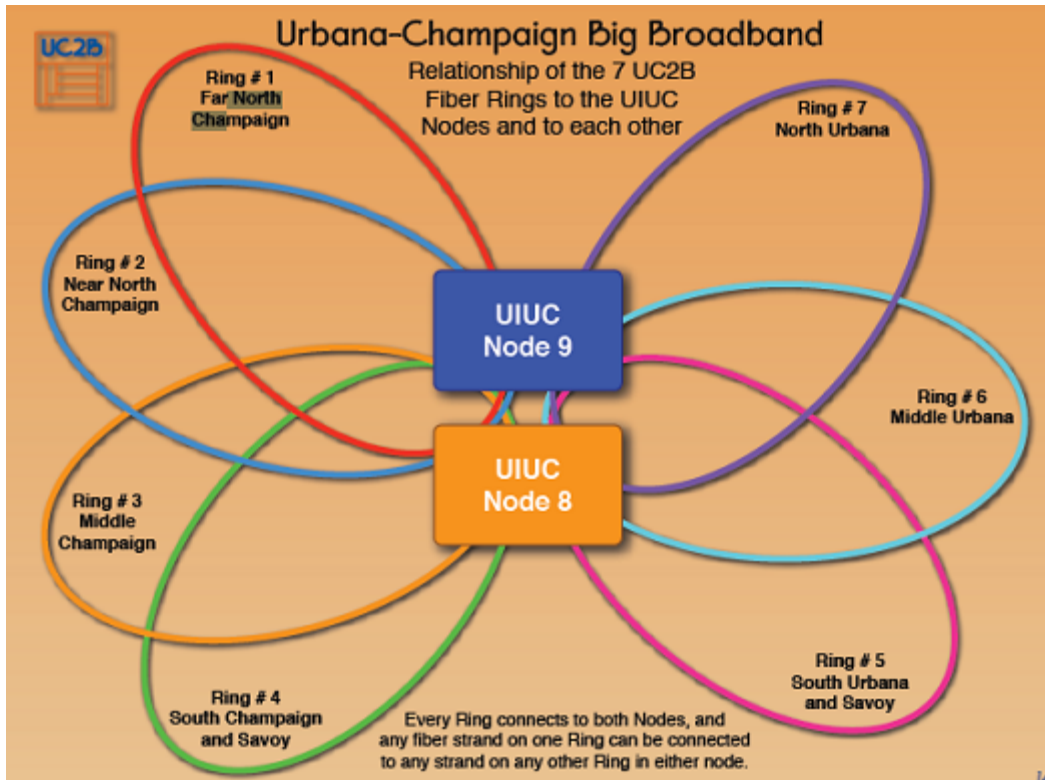 UC2B
Urbana-Champaign Big Broadband
Relationship of the 7 UC2B
Fiber Rings to the UIUC
Nodes and to each other
Ring # 1
Far North
Champaign
Ring # 7
North Urbana
Ring # 2
Near North
Champaign
UIUC
Node 9
Ring # 6
Middle Urbana
UIUC
Node 8
Ring # 3
Middle
Champaign
Ring # 5
South Urbana
and Savoy
Ring # 4
South Champaign
and Savoy
Every Ring connects to both Nodes, and
any fiber strand on one Ring can be connected
to any strand on any other Ring in either node.